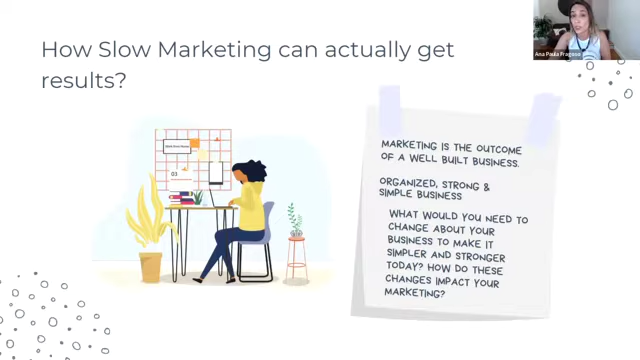 How Slow Marketing can actually get
results?
Ana Paula Fragoso
03
MARKETING IS THE OUTCOME
OF A WELL BUILT BUSINESS.
ORGANIZED, STRONG &
SIMPLE BUSINESS
WHAT WOULD YOU NEED TO
CHANGE ABOUT YOUR
BUSINESS TO MAKE IT
SIMPLER AND STRONGER
TODAY? HOW DO THESE
CHANGES IMPACT YOUR
MARKETING?